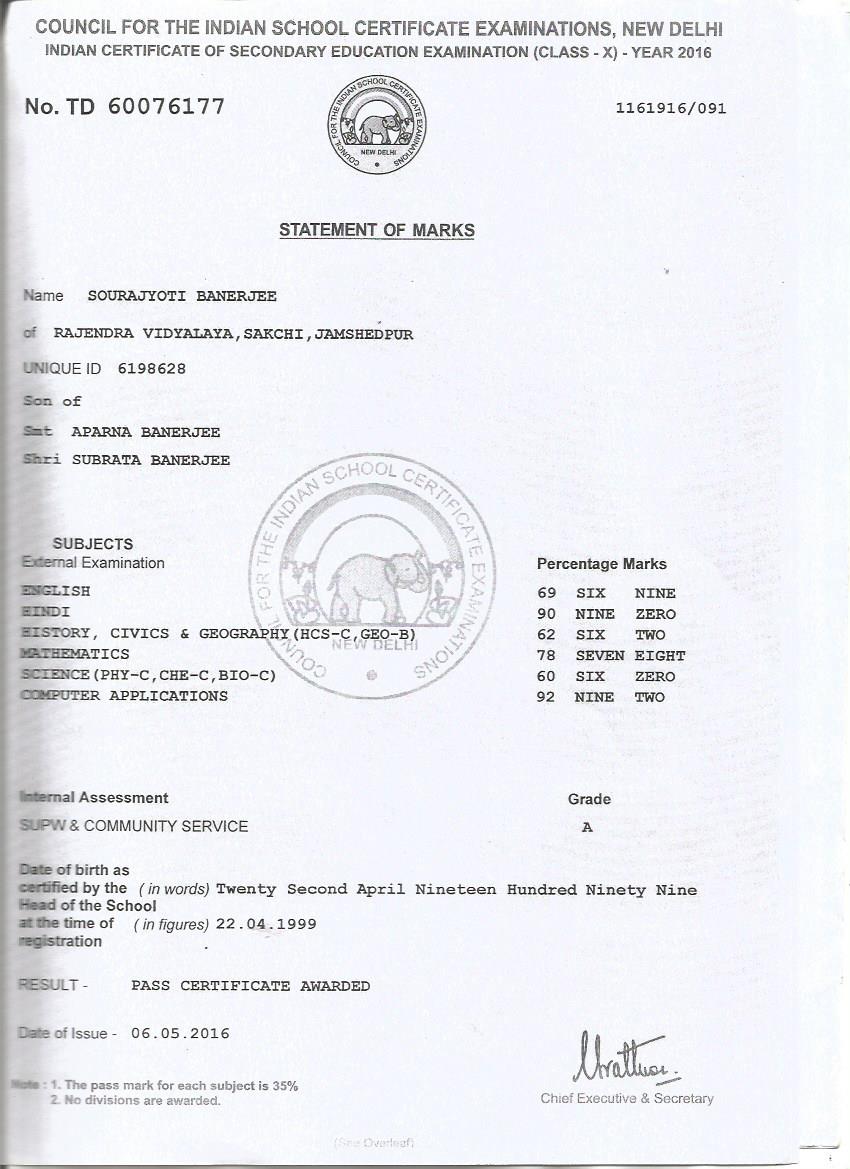 COUNCIL FOR THE INDIAN SCHOOL CERTIFICATE EXAMINATIONS, NEW DELHI
INDIAN CERTIFICATE OF SECONDARY EDUCATION EXAMINATION (CLASS - X) - YEAR 2016
No. TD 60076177
1161916/091
COUNCIL FOR THE INDIAN SCHOOL CERTIFICATE EXAMINATIONS
NEW DELHI
STATEMENT OF MARKS
Name SOURAJYOTI BANERJEE
of RAJENDRA VIDYALAYA,SAKCHI,JAMSHEDPUR
UNIQUE ID 6198628
Son of
Smt APARNA BANERJEE
Shri SUBRATA BANERJEE
COUNCIL FOR THE INDIAN SCHOOL CERTIFICATE EXAMINATIONS
NEW DELHI
SUBJECTS
External Examination Percentage Marks
ENGLISH 69 SIX NINE
HINDI 90 NINE ZERO
HISTORY, CIVICS & GEOGRAPHY(HCS-C,GEO-B) 62 SIX TWO
MATHEMATICS 78 SEVEN EIGHT
SCIENCE(PHY-C,CHE-C,BIO-C) 60 SIX ZERO
COMPUTER APPLICATIONS 92 NINE TWO
Internal Assessment Grade
SUPW & COMMUNITY SERVICE A
Date of birth as
certified by the (in words) Twenty Second April Nineteen Hundred Ninety Nine
Head of the School
at the time of (in figures) 22.04.1999
registration
RESULT - PASS CERTIFICATE AWARDED
Date of Issue - 06.05.2016
Note : 1. The pass mark for each subject is 35%
2. No divisions are awarded.
Chief Executive & Secretary
(See Overleaf)